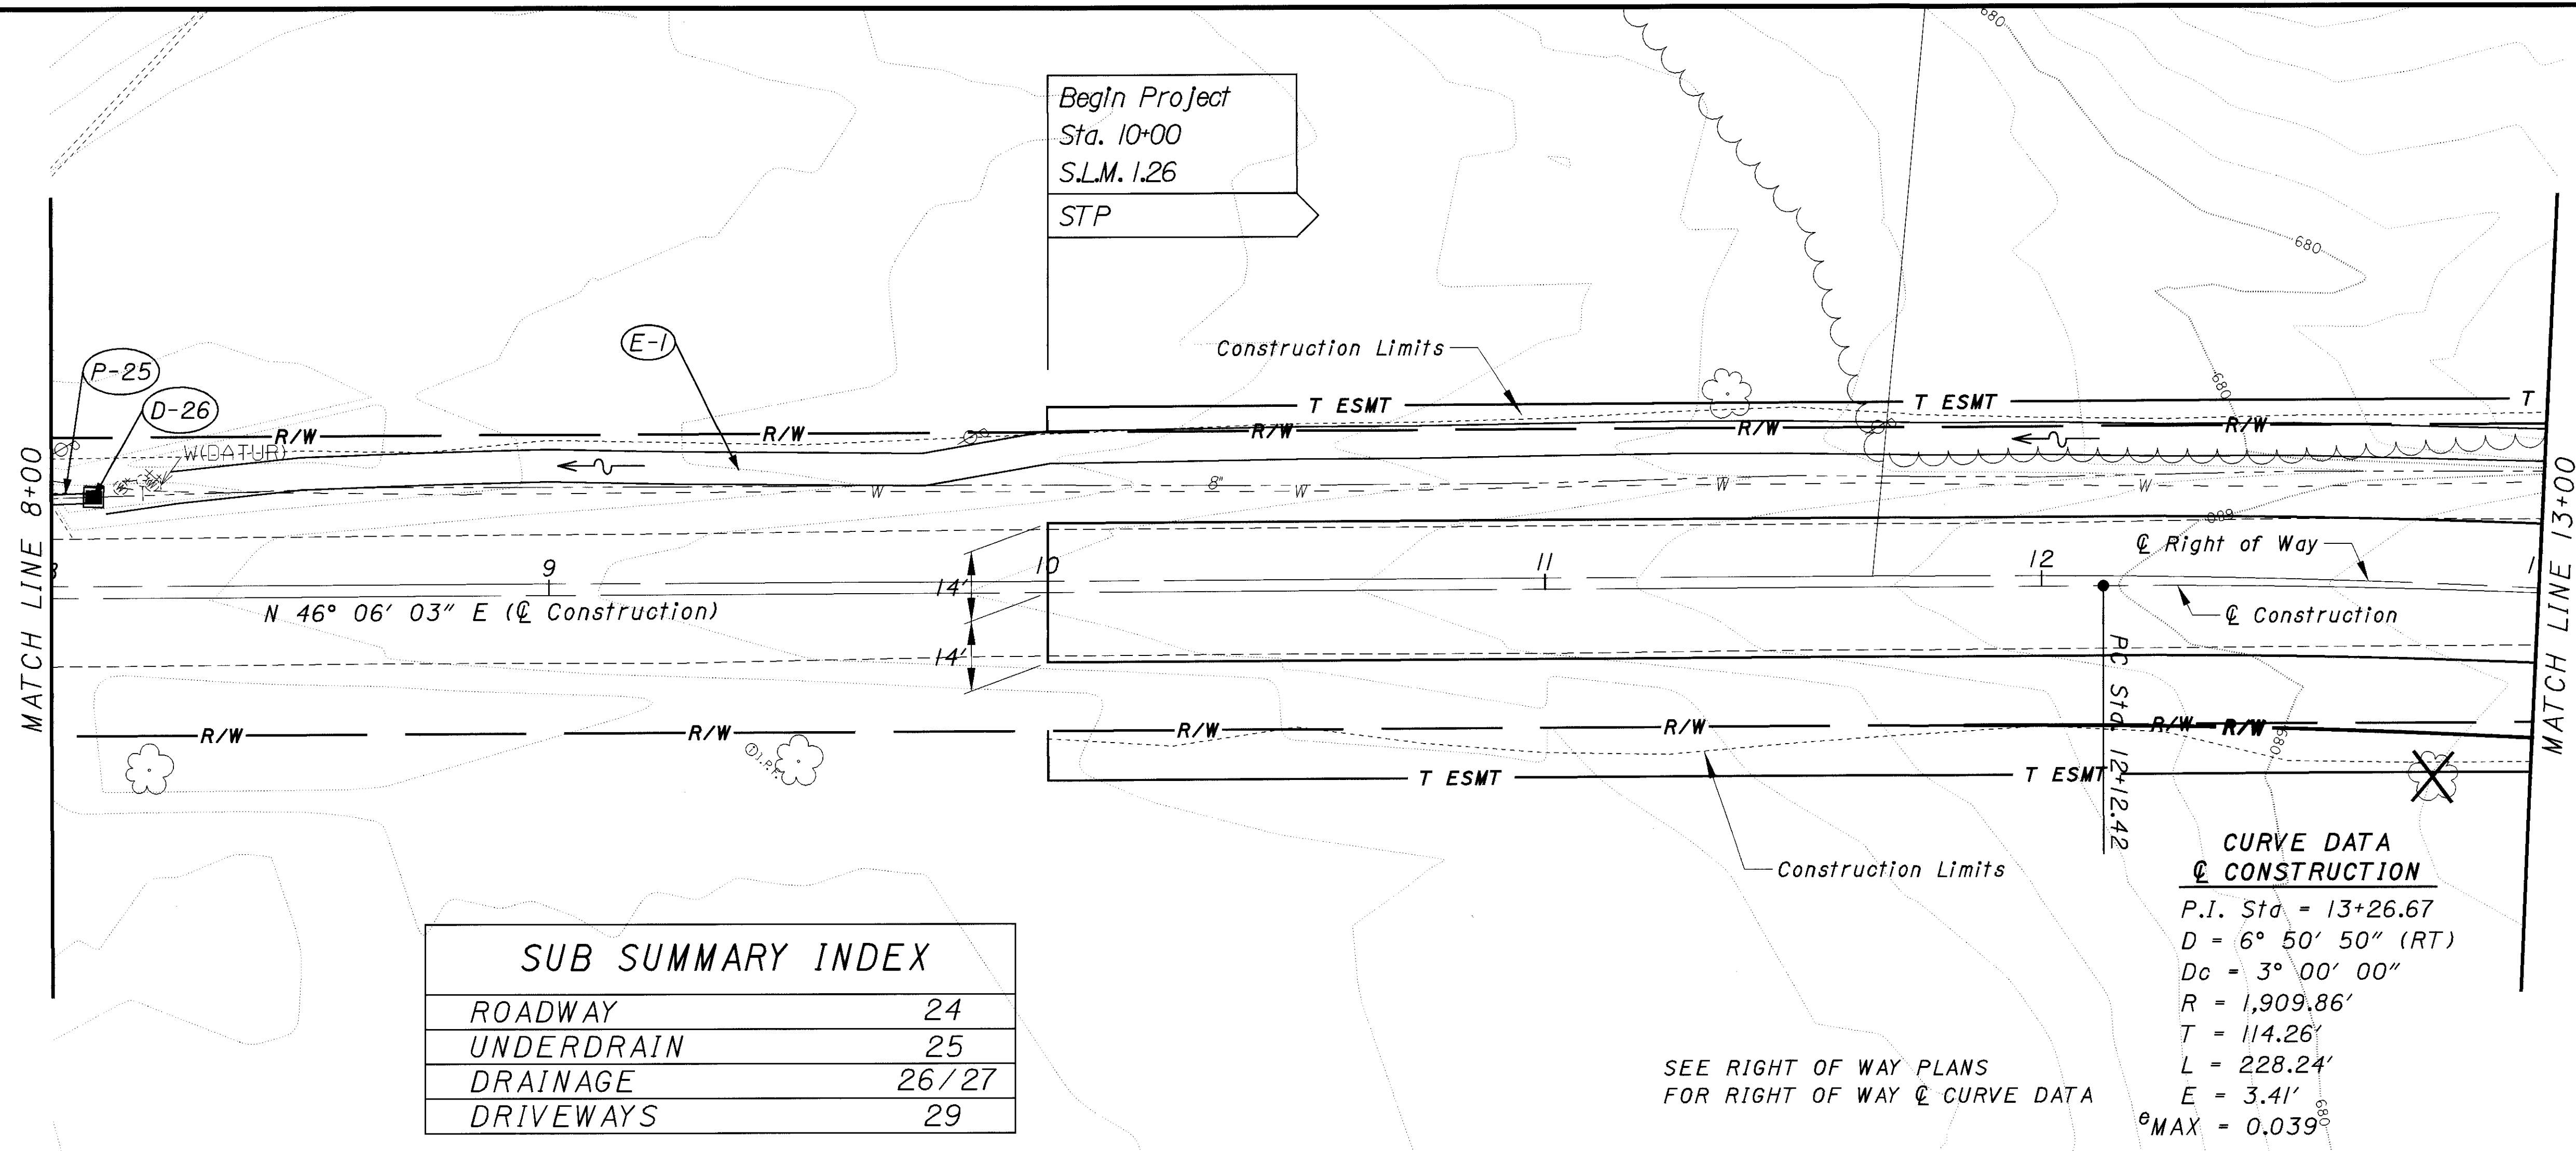 680
Begin Project
Sta. 10+00
S.L.M. 1.26
STP
680
E-1
Construction Limits
P-25
680
D-26
T ESMT
T ESMT
T
R/W
R/W
R/W
R/W
R/W
W(DATUR)
8"
W
W
W
W
MATCH LINE 8+00
MATCH LINE 13+00
680
℄ Right of Way
8
9
10
11
12
1
14'
N 46° 06' 03" E (℄ Construction)
℄ Construction
14'
PC Sta. 12+12.42
R/W
R/W
R/W
R/W
R/W
R/W
680
I.P.F.
T ESMT
T ESMT
Construction Limits
CURVE DATA
℄ CONSTRUCTION
P.I. Sta = 13+26.67
D = 6° 50' 50" (RT)
Dc = 3° 00' 00"
R = 1,909.86'
T = 114.26'
L = 228.24'
E = 3.41'
eMAX = 0.039
680
SUB SUMMARY INDEX
ROADWAY 24
UNDERDRAIN 25
DRAINAGE 26/27
DRIVEWAYS 29
SEE RIGHT OF WAY PLANS
FOR RIGHT OF WAY ℄ CURVE DATA